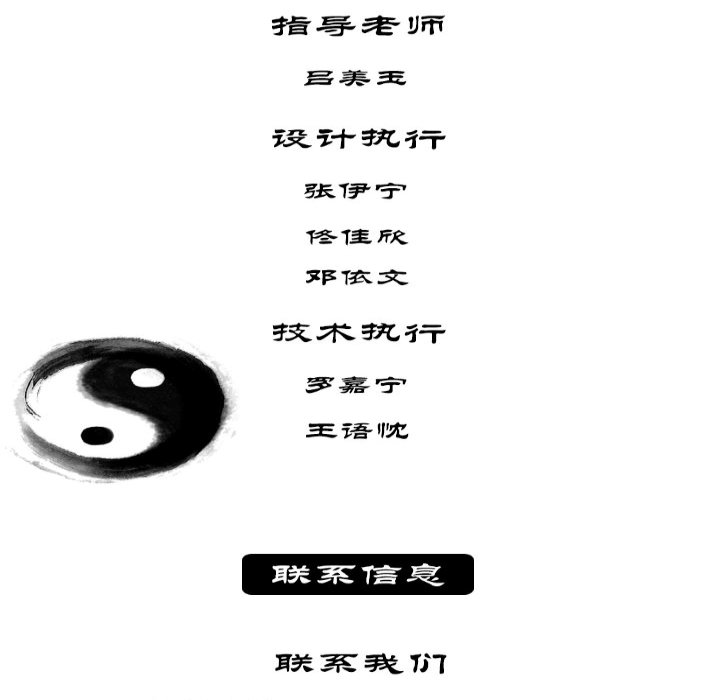 指导老师
吕美玉
设计执行
张伊宁
佟佳欣
邓依文
技术执行
罗嘉宁
王语忱
联系信息
联系我们